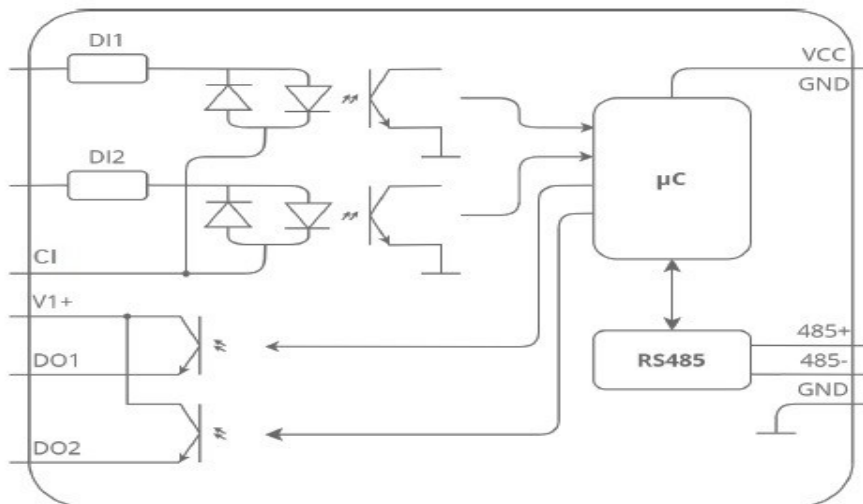 DI1
DI2
CI
V1+
DO1
DO2
VCC
GND
µC
RS485
485+
485-
GND